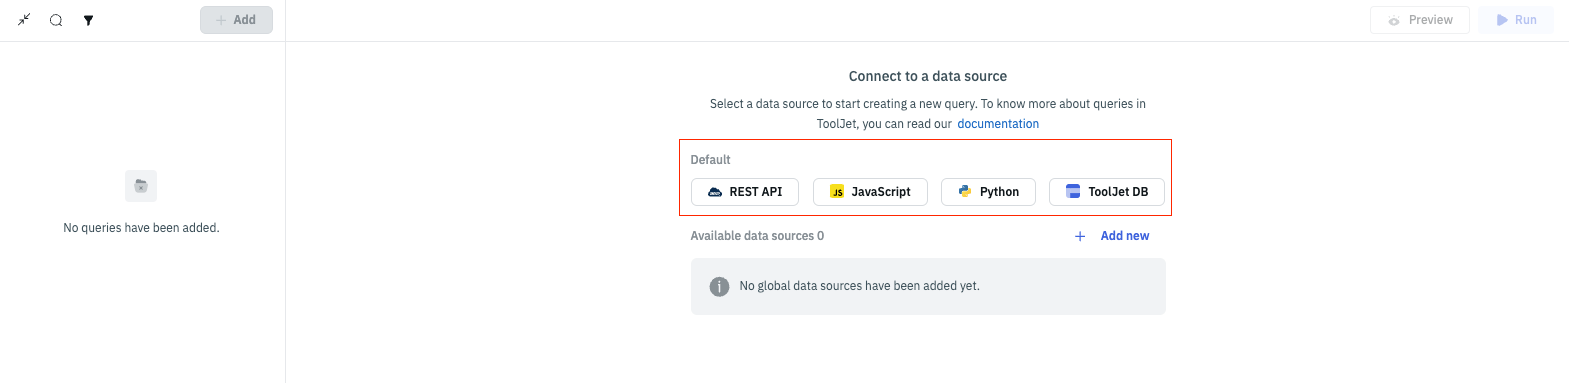 Add
Preview
Run
Connect to a data source
Select a data source to start creating a new query. To know more about queries in
ToolJet, you can read our documentation
Default
REST API
JS JavaScript
Python
ToolJet DB
No queries have been added.
Available data sources 0
Add new
No global data sources have been added yet.